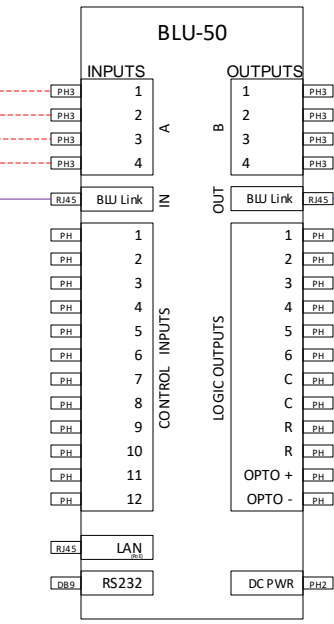 BLU-50
INPUTS OUTPUTS
PH3 1 1 PH3
PH3 2 2 PH3
PH3 3 3 PH3
PH3 4 4 PH3
A B
RJ45 BLU Link IN OUT BLU Link RJ45
PH 1 1 PH
PH 2 2 PH
PH 3 3 PH
PH 4 4 PH
PH 5 5 PH
PH 6 6 PH
PH 7 C PH
PH 8 C PH
PH 9 R PH
PH 10 R PH
PH 11 OPTO + PH
PH 12 OPTO - PH
CONTROL INPUTS
LOGIC OUTPUTS
RJ45 LAN
(PoE)
DB9 RS232 DC PWR PH2